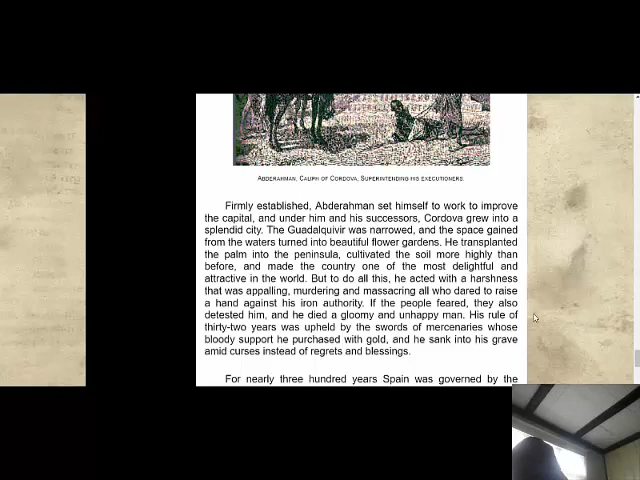 ABDERAHMAN, CALIPH OF CORDOVA, SUPERINTENDING HIS EXECUTIONERS.
Firmly established, Abderahman set himself to work to improve
the capital, and under him and his successors, Cordova grew into a
splendid city. The Guadalquivir was narrowed, and the space gained
from the waters turned into beautiful flower gardens. He transplanted
the palm into the peninsula, cultivated the soil more highly than
before, and made the country one of the most delightful and
attractive in the world. But to do all this, he acted with a harshness
that was appalling, murdering and massacring all who dared to raise
a hand against his iron authority. If the people feared, they also
detested him, and he died a gloomy and unhappy man. His rule of
thirty-two years was upheld by the swords of mercenaries whose
bloody support he purchased with gold, and he sank into his grave
amid curses instead of regrets and blessings.
For nearly three hundred years Spain was governed by the